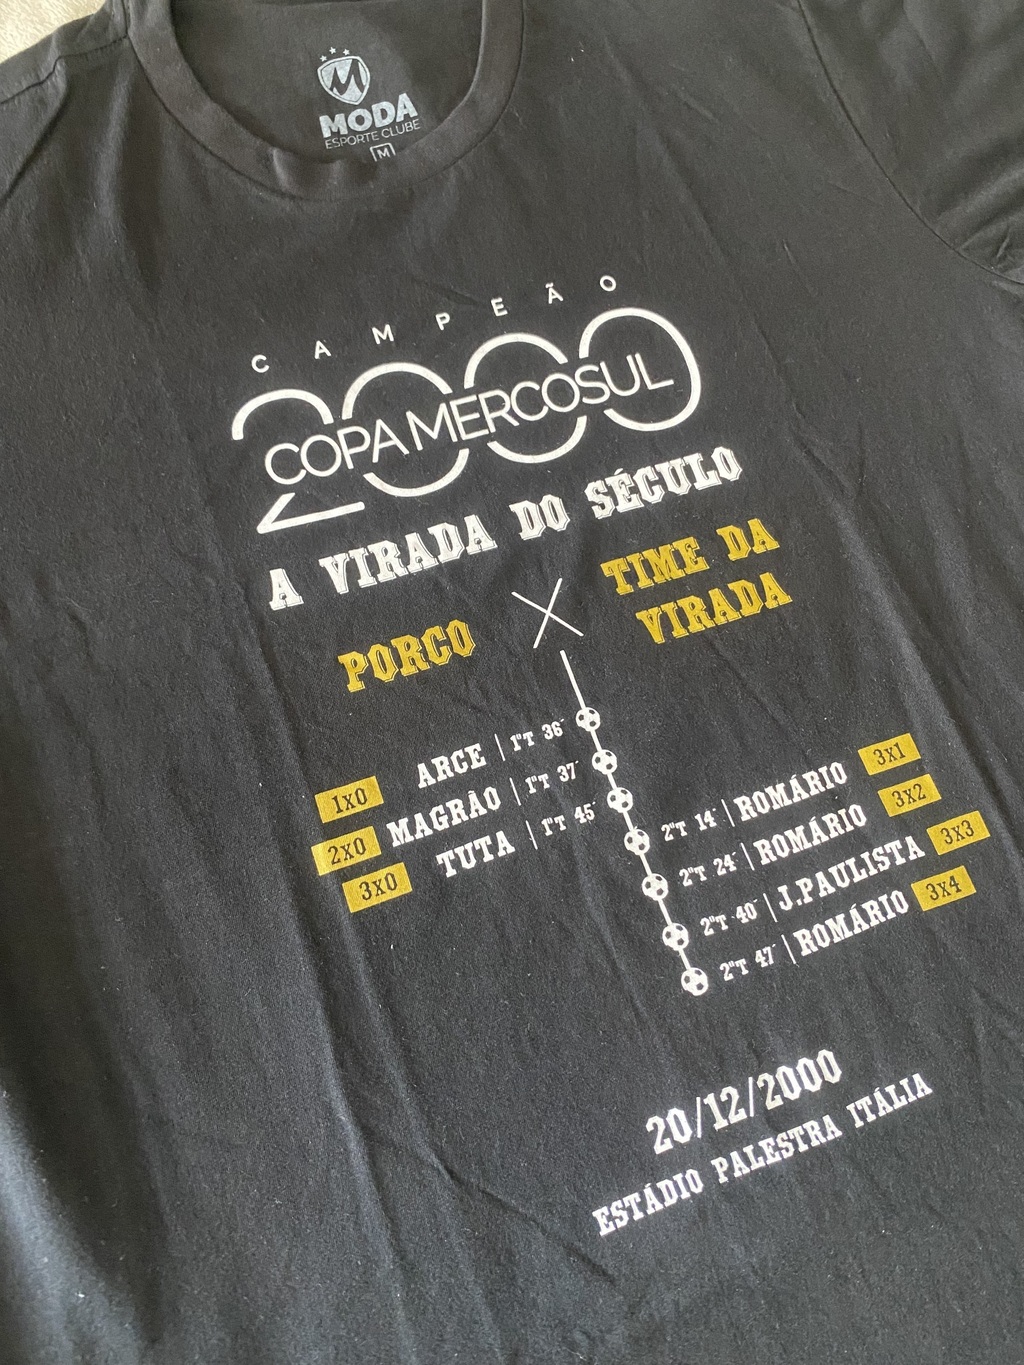 MODA
ESPORTE CLUBE
M
CAMPEÃO
2000
COPA MERCOSUL
A VIRADA DO SÉCULO
PORCO X TIME DA VIRADA
1x0 ARCE | 1ºT 36´
2x0 MAGRÃO | 1ºT 37´
3x0 TUTA | 1ºT 45´
2ºT 14´ | ROMÁRIO 3x1
2ºT 24´ | ROMÁRIO 3x2
2ºT 40´ | J.PAULISTA 3x3
2ºT 47´ | ROMÁRIO 3x4
20/12/2000
ESTÁDIO PALESTRA ITÁLIA